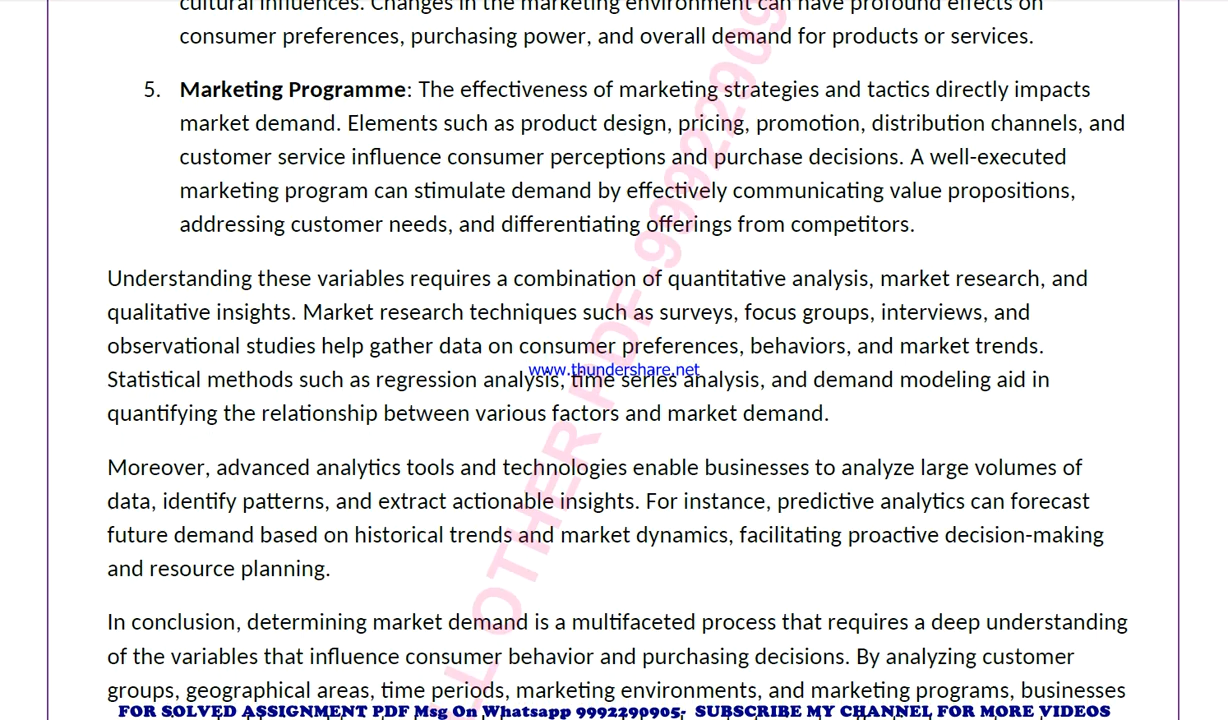 cultural influences. Changes in the marketing environment can have profound effects on
consumer preferences, purchasing power, and overall demand for products or services.
5. Marketing Programme: The effectiveness of marketing strategies and tactics directly impacts
market demand. Elements such as product design, pricing, promotion, distribution channels, and
customer service influence consumer perceptions and purchase decisions. A well-executed
marketing program can stimulate demand by effectively communicating value propositions,
addressing customer needs, and differentiating offerings from competitors.
Understanding these variables requires a combination of quantitative analysis, market research, and
qualitative insights. Market research techniques such as surveys, focus groups, interviews, and
observational studies help gather data on consumer preferences, behaviors, and market trends.
www.thundershare.net
Statistical methods such as regression analysis, time series analysis, and demand modeling aid in
quantifying the relationship between various factors and market demand.
Moreover, advanced analytics tools and technologies enable businesses to analyze large volumes of
data, identify patterns, and extract actionable insights. For instance, predictive analytics can forecast
future demand based on historical trends and market dynamics, facilitating proactive decision-making
and resource planning.
In conclusion, determining market demand is a multifaceted process that requires a deep understanding
of the variables that influence consumer behavior and purchasing decisions. By analyzing customer
groups, geographical areas, time periods, marketing environments, and marketing programs, businesses
FOR SOLVED ASSIGNMENT PDF Msg On Whatsapp 9992290905- SUBSCRIBE MY CHANNEL FOR MORE VIDEOS
OTHER PDF-99922909